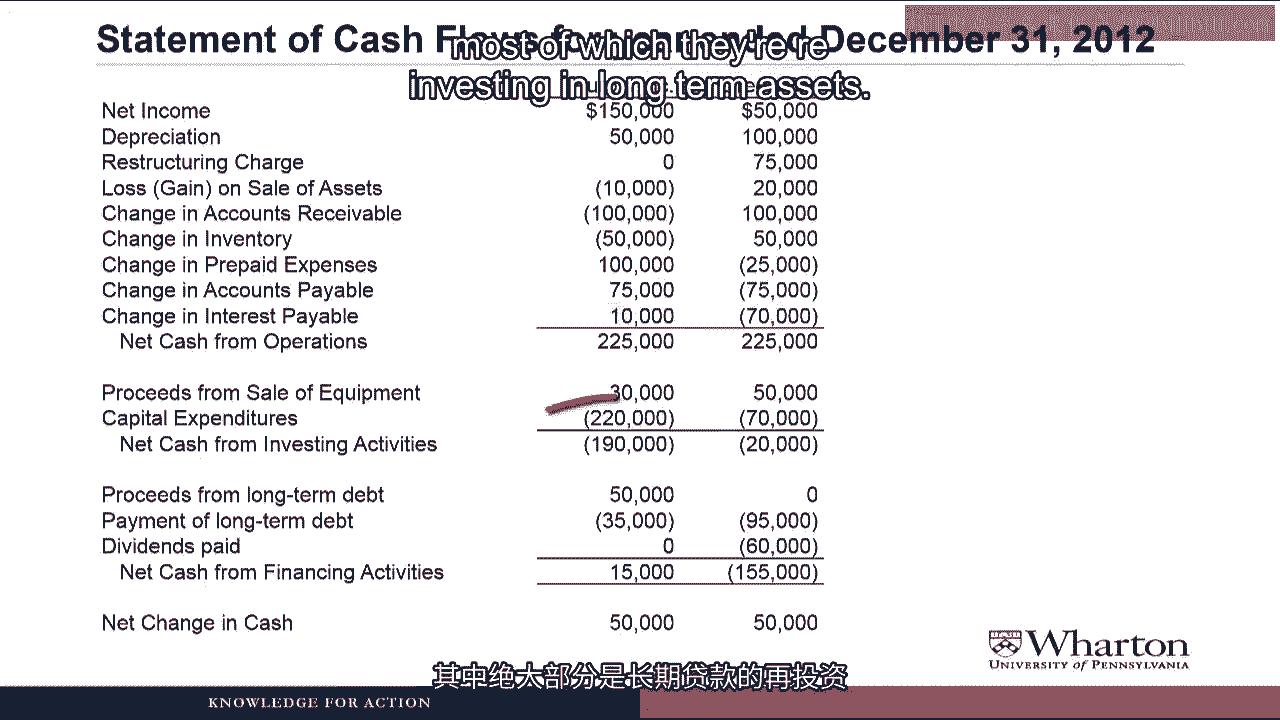 Statement of Cash F December 31, 2012
most of which they're re
investing in long term assets.
Net Income $150,000 $50,000
Depreciation 50,000 100,000
Restructuring Charge 0 75,000
Loss (Gain) on Sale of Assets (10,000) 20,000
Change in Accounts Receivable (100,000) 100,000
Change in Inventory (50,000) 50,000
Change in Prepaid Expenses 100,000 (25,000)
Change in Accounts Payable 75,000 (75,000)
Change in Interest Payable 10,000 (70,000)
Net Cash from Operations 225,000 225,000
Proceeds from Sale of Equipment 30,000 50,000
Capital Expenditures (220,000) (70,000)
Net Cash from Investing Activities (190,000) (20,000)
Proceeds from long-term debt 50,000 0
Payment of long-term debt (35,000) (95,000)
Dividends paid 0 (60,000)
Net Cash from Financing Activities 15,000 (155,000)
Net Change in Cash 50,000 50,000
Wharton
UNIVERSITY of PENNSYLVANIA
其中绝大部分是长期贷款的再投资
KNOWLEDGE FOR ACTION